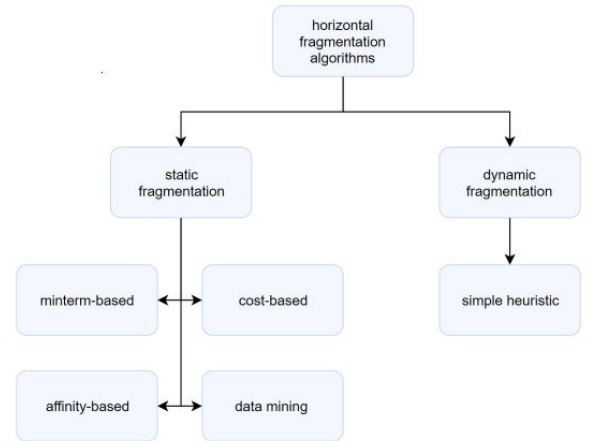 horizontal
fragmentation
algorithms
static
fragmentation
dynamic
fragmentation
minterm-based
cost-based
simple heuristic
affinity-based
data mining